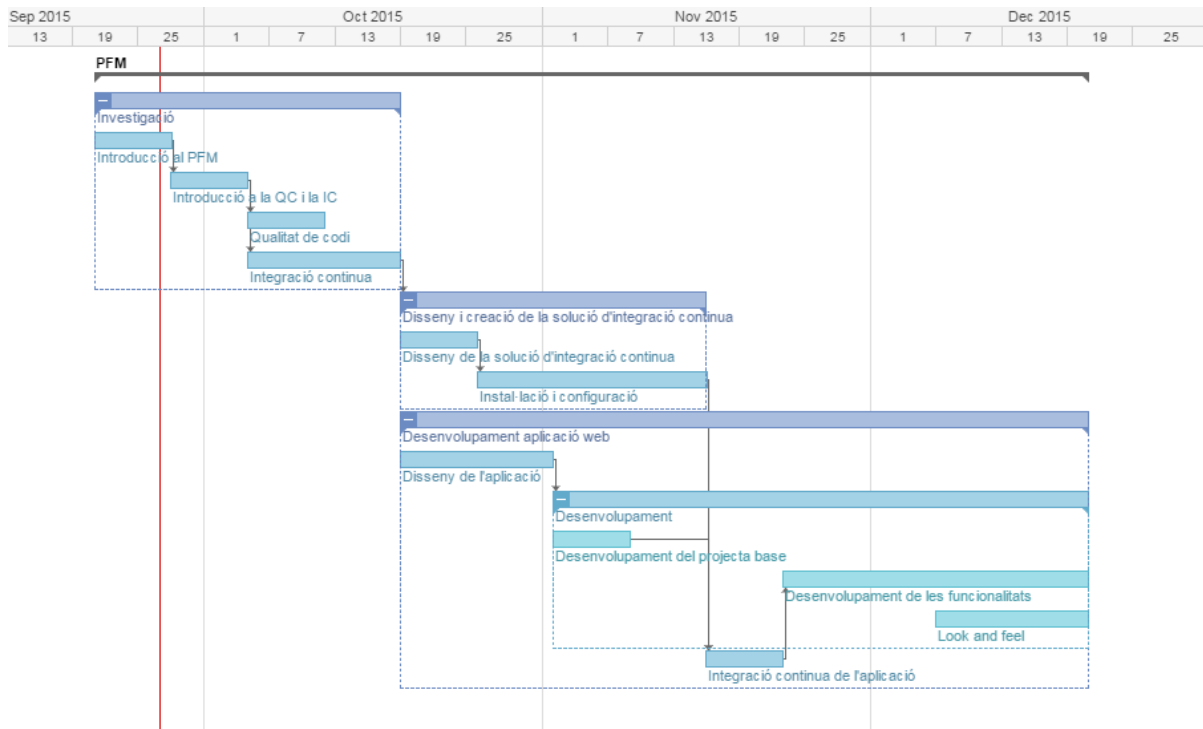 Sep 2015 Oct 2015 Nov 2015 Dec 2015
13 19 25 1 7 13 19 25 1 7 13 19 25 1 7 13 19 25
PFM
Investigació
Introducció al PFM
Introducció a la QC i la IC
Qualitat de codi
Integració continua
Disseny i creació de la solució d'integració continua
Disseny de la solució d'integració continua
Instal·lació i configuració
Desenvolupament aplicació web
Disseny de l'aplicació
Desenvolupament
Desenvolupament del projecta base
Desenvolupament de les funcionalitats
Look and feel
Integració continua de l'aplicació